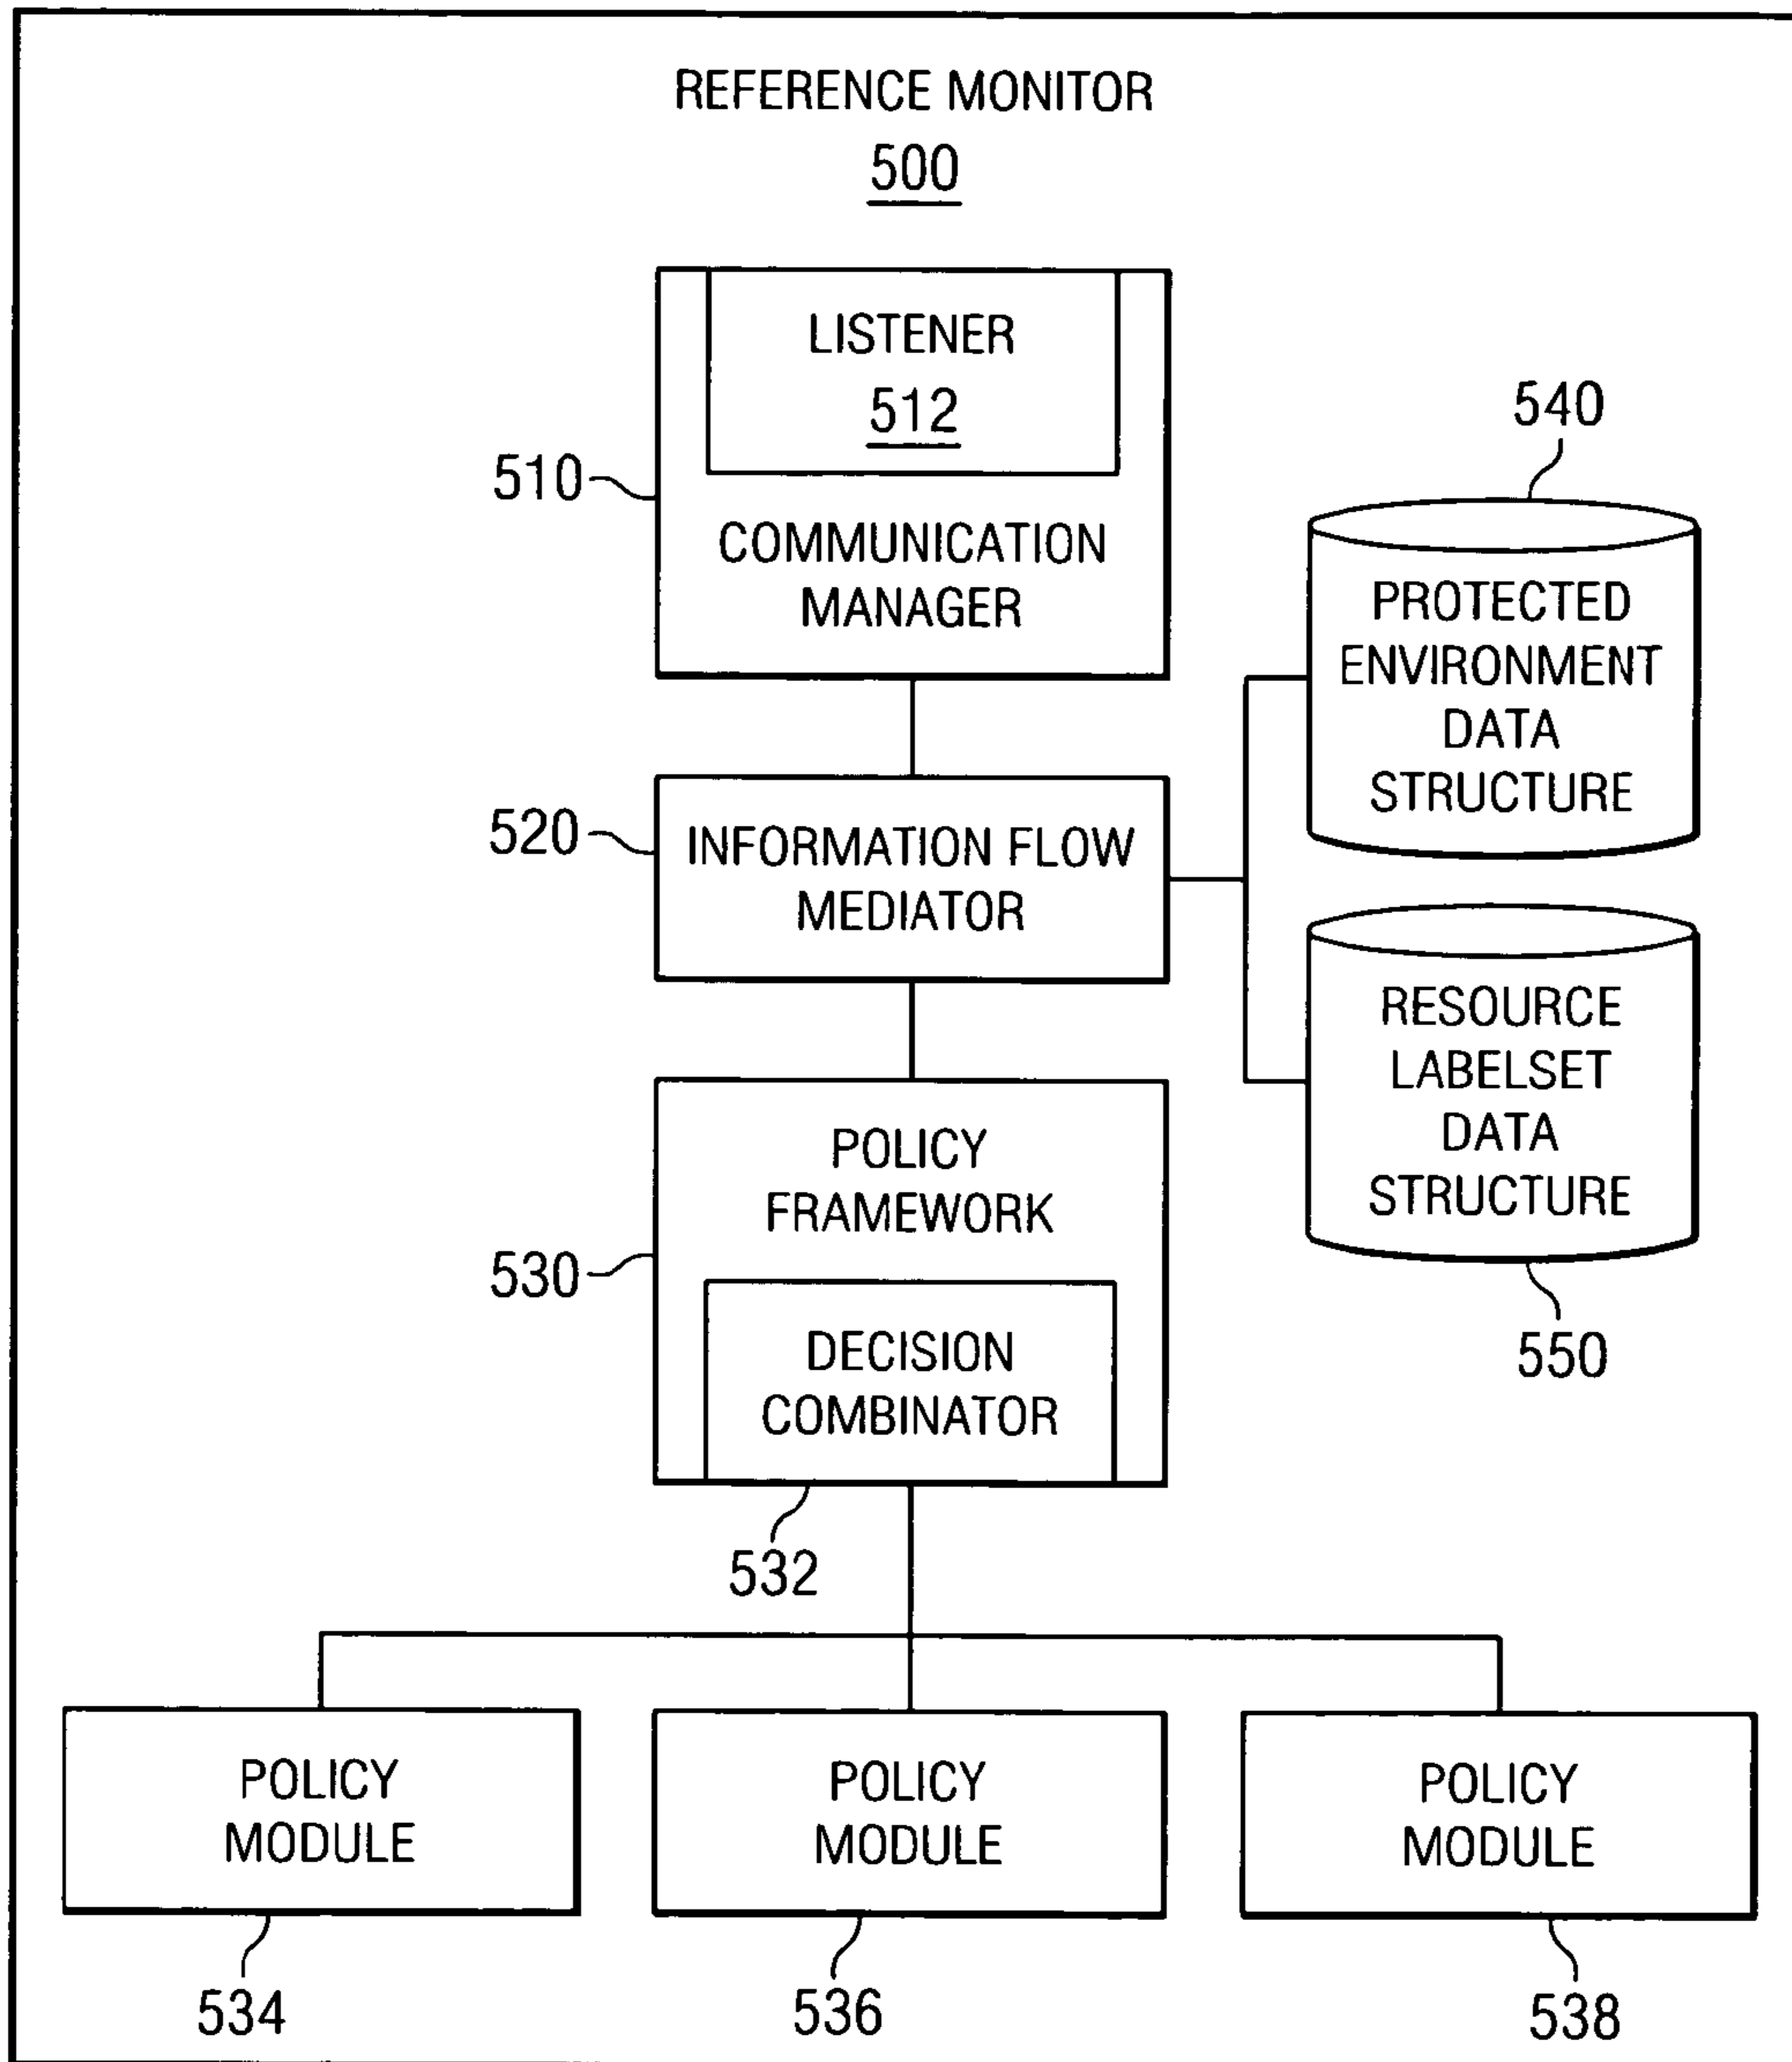 REFERENCE MONITOR
500
LISTENER
512
510
COMMUNICATION
MANAGER
540
PROTECTED
ENVIRONMENT
DATA
STRUCTURE
520
INFORMATION FLOW
MEDIATOR
RESOURCE
LABELSET
DATA
STRUCTURE
550
530
POLICY
FRAMEWORK
DECISION
COMBINATOR
532
POLICY
MODULE
534
POLICY
MODULE
536
POLICY
MODULE
538